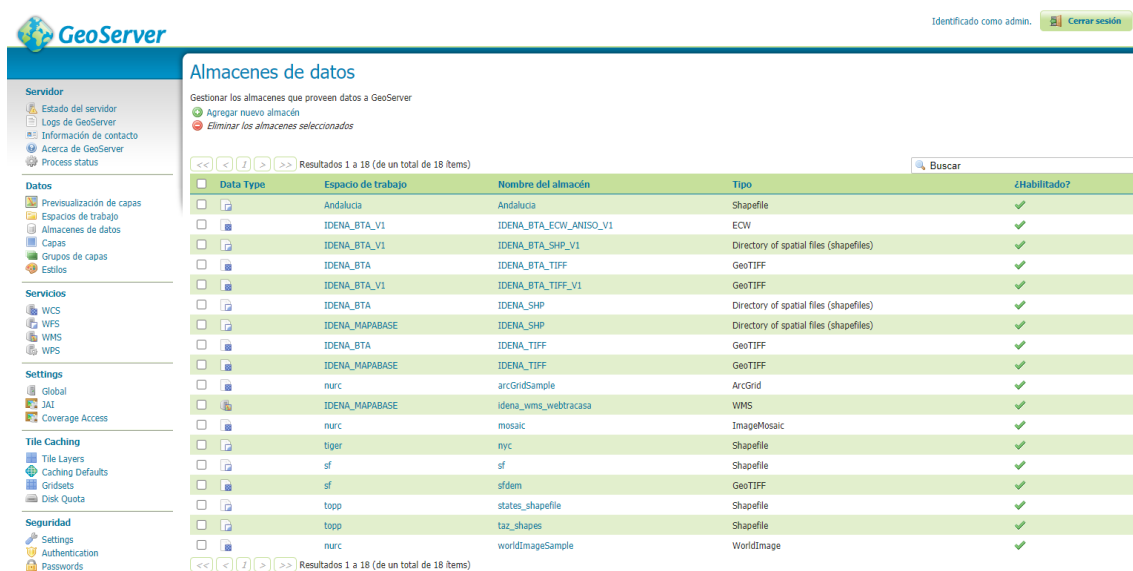 GeoServer
Identificado como admin.
Cerrar sesión
Servidor
Estado del servidor
Logs de GeoServer
Información de contacto
Acerca de GeoServer
Process status
Datos
Previsualización de capas
Espacios de trabajo
Almacenes de datos
Capas
Grupos de capas
Estilos
Servicios
WCS
WFS
WMS
WPS
Settings
Global
JAI
Coverage Access
Tile Caching
Tile Layers
Caching Defaults
Gridsets
Disk Quota
Seguridad
Settings
Authentication
Passwords
Almacenes de datos
Gestionar los almacenes que proveen datos a GeoServer
Agregar nuevo almacén
Eliminar los almacenes seleccionados
<< < 1 > >> Resultados 1 a 18 (de un total de 18 ítems)
Buscar
Data Type Espacio de trabajo Nombre del almacén Tipo ¿Habilitado?
Andalucia Andalucia Shapefile
IDENA_BTA_V1 IDENA_BTA_ECW_ANISO_V1 ECW
IDENA_BTA_V1 IDENA_BTA_SHP_V1 Directory of spatial files (shapefiles)
IDENA_BTA IDENA_BTA_TIFF GeoTIFF
IDENA_BTA_V1 IDENA_BTA_TIFF_V1 GeoTIFF
IDENA_BTA IDENA_SHP Directory of spatial files (shapefiles)
IDENA_MAPABASE IDENA_SHP Directory of spatial files (shapefiles)
IDENA_BTA IDENA_TIFF GeoTIFF
IDENA_MAPABASE IDENA_TIFF GeoTIFF
nurc arcGridSample ArcGrid
IDENA_MAPABASE idena_wms_webtracasa WMS
nurc mosaic ImageMosaic
tiger nyc Shapefile
sf sf Shapefile
sf sfdem GeoTIFF
topp states_shapefile Shapefile
topp taz_shapes Shapefile
nurc worldImageSample WorldImage
<< < 1 > >> Resultados 1 a 18 (de un total de 18 ítems)